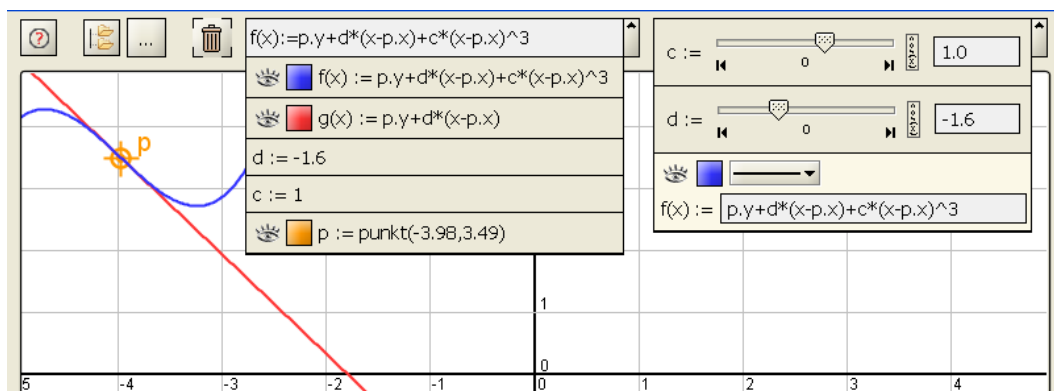 ?
...
f(x):=p.y+d*(x-p.x)+c*(x-p.x)^3
f(x) := p.y+d*(x-p.x)+c*(x-p.x)^3
g(x) := p.y+d*(x-p.x)
d := -1.6
c := 1
p := punkt(-3.98,3.49)
c :=
0
1.0
d :=
0
-1.6
f(x) := p.y+d*(x-p.x)+c*(x-p.x)^3
p
1
0
5 -4 -3 -2 -1 0 1 2 3 4